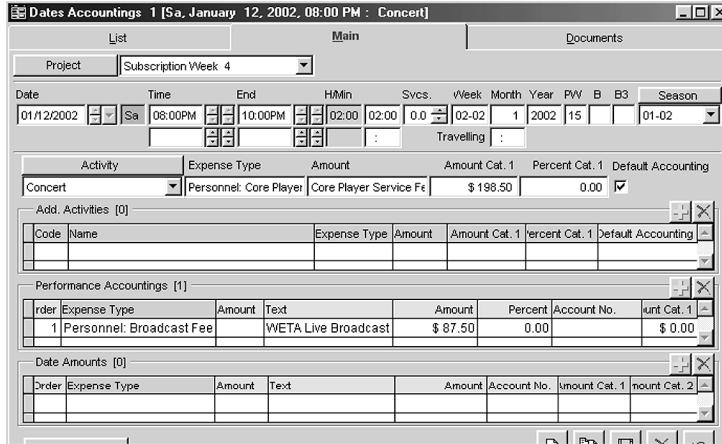 Dates Accountings 1 [Sa, January 12, 2002, 08:00 PM : Concert]
List Main Documents
Project Subscription Week 4
Date Time End H/Min Svcs. Week Month Year PW B B3 Season
01/12/2002 Sa 08:00PM 10:00PM 02:00 02:00 0.0 02-02 1 2002 15 01-02
: Travelling :
Activity Expense Type Amount Amount Cat. 1 Percent Cat. 1 Default Accounting
Concert Personnel: Core Player Core Player Service Fe $ 198.50 0.00
Add. Activities [0]
Code Name Expense Type Amount Amount Cat. 1 ercent Cat. 1 Default Accounting
Performance Accountings [1]
rder Expense Type Amount Text Amount Percent Account No. unt Cat. 1
1 Personnel: Broadcast Fee WETA Live Broadcast $ 87.50 0.00 $ 0.00
Date Amounts [0]
Order Expense Type Amount Text Amount Account No. mount Cat. 1 mount Cat. 2